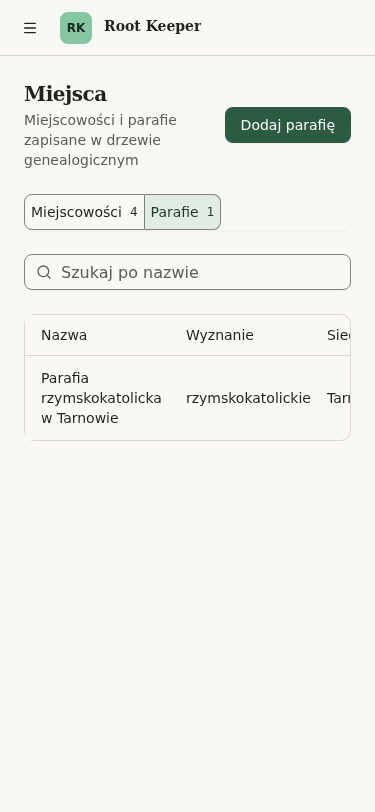 RK Root Keeper
Miejsca
Miejscowości i parafie
zapisane w drzewie
genealogicznym
Dodaj parafię
Miejscowości 4 Parafie 1
Szukaj po nazwie
Nazwa Wyznanie
Parafia
rzymskokatolicka
w Tarnowie
rzymskokatolickie